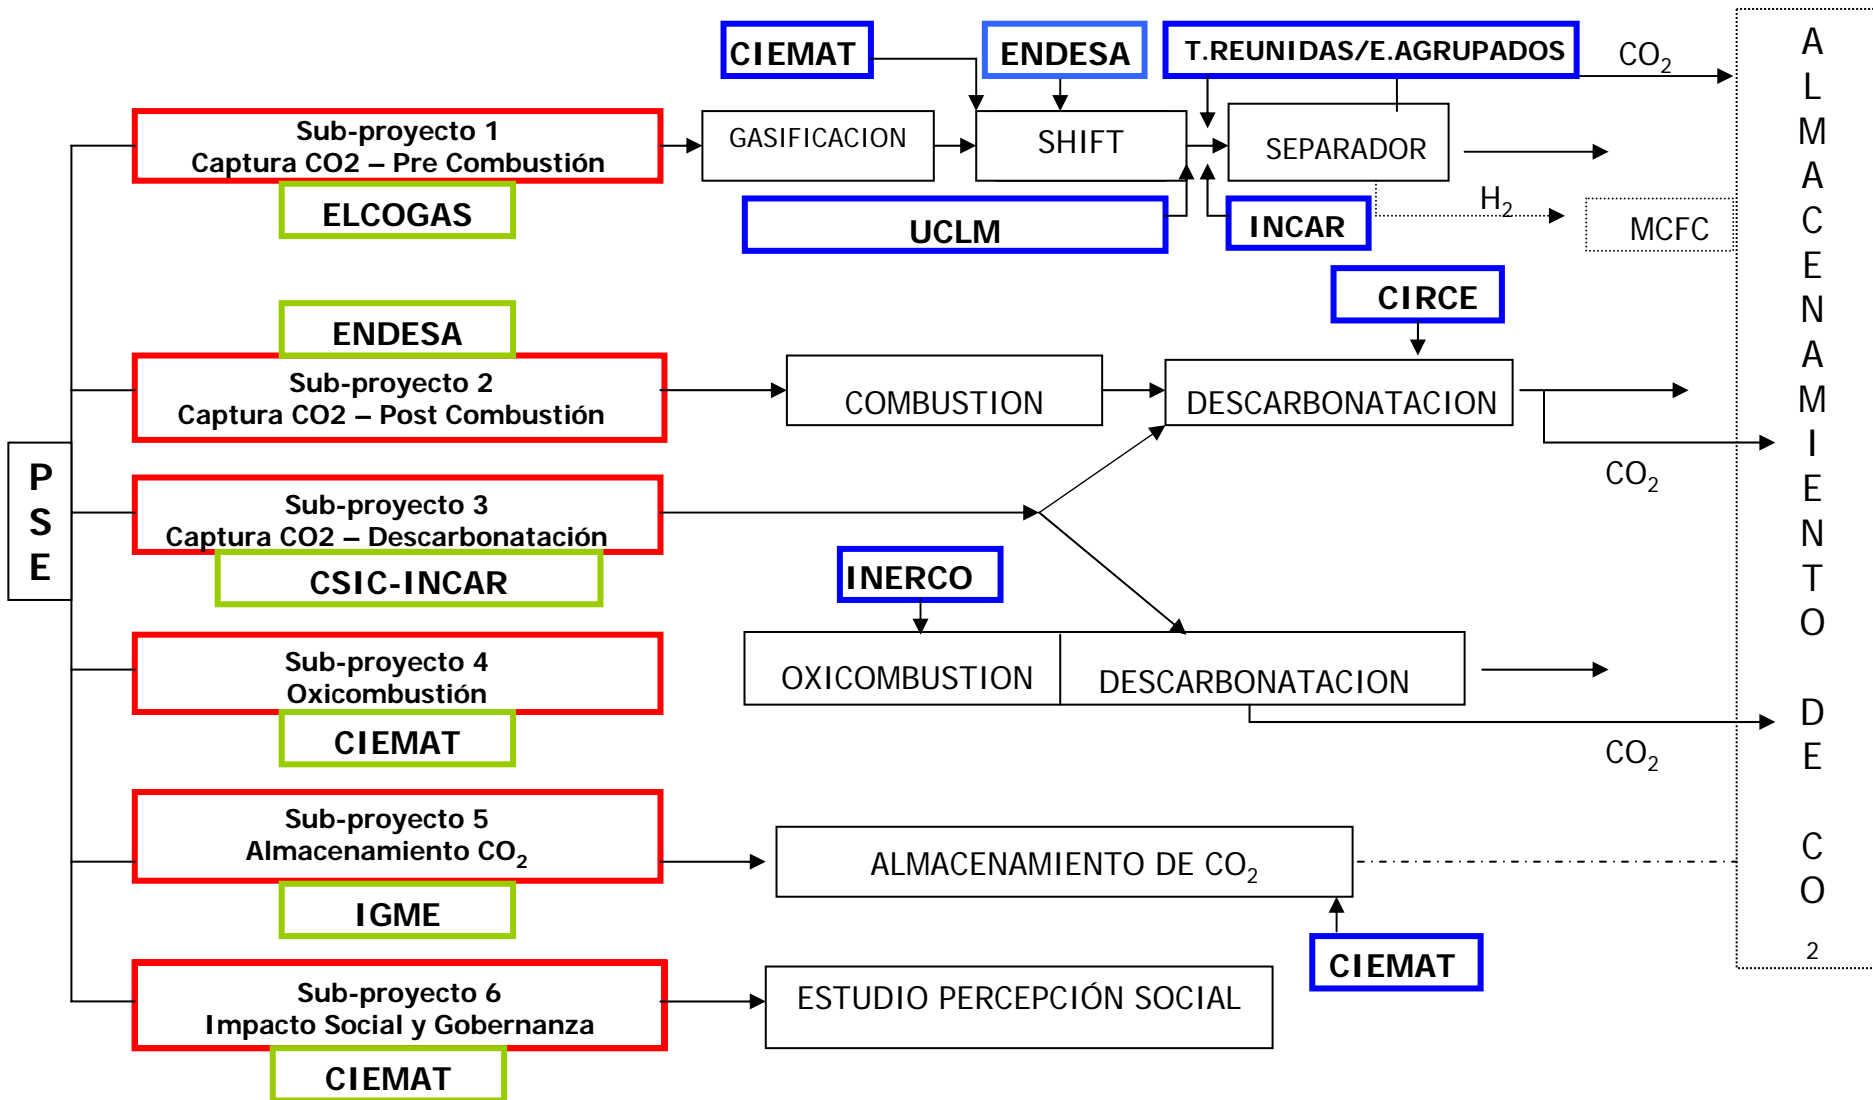 CIEMAT
ENDESA
T.REUNIDAS/E.AGRUPADOS
CO2
Sub-proyecto 1
Captura CO2 – Pre Combustión
GASIFICACION
SHIFT
SEPARADOR
ELCOGAS
UCLM
INCAR
H2
MCFC
ENDESA
CIRCE
Sub-proyecto 2
Captura CO2 – Post Combustión
COMBUSTION
DESCARBONATACION
CO2
PSE
Sub-proyecto 3
Captura CO2 – Descarbonatación
CSIC-INCAR
INERCO
Sub-proyecto 4
Oxicombustión
OXICOMBUSTION
DESCARBONATACION
CIEMAT
CO2
Sub-proyecto 5
Almacenamiento CO2
ALMACENAMIENTO DE CO2
IGME
CIEMAT
Sub-proyecto 6
Impacto Social y Gobernanza
ESTUDIO PERCEPCIÓN SOCIAL
CIEMAT
ALMACENAMIENTO DE CO2